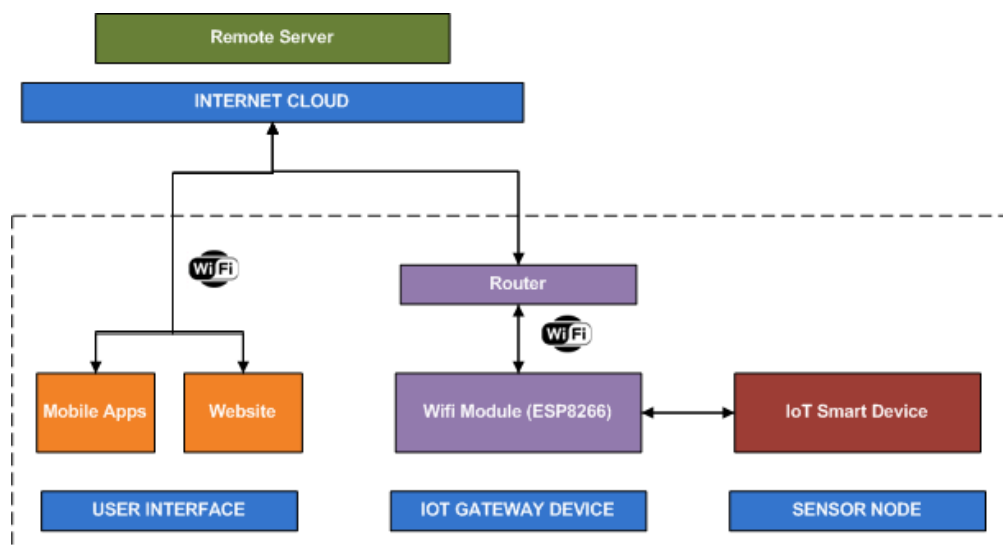 Remote Server
INTERNET CLOUD
WiFi
Router
WiFi
Mobile Apps
Website
Wifi Module (ESP8266)
IoT Smart Device
USER INTERFACE
IOT GATEWAY DEVICE
SENSOR NODE